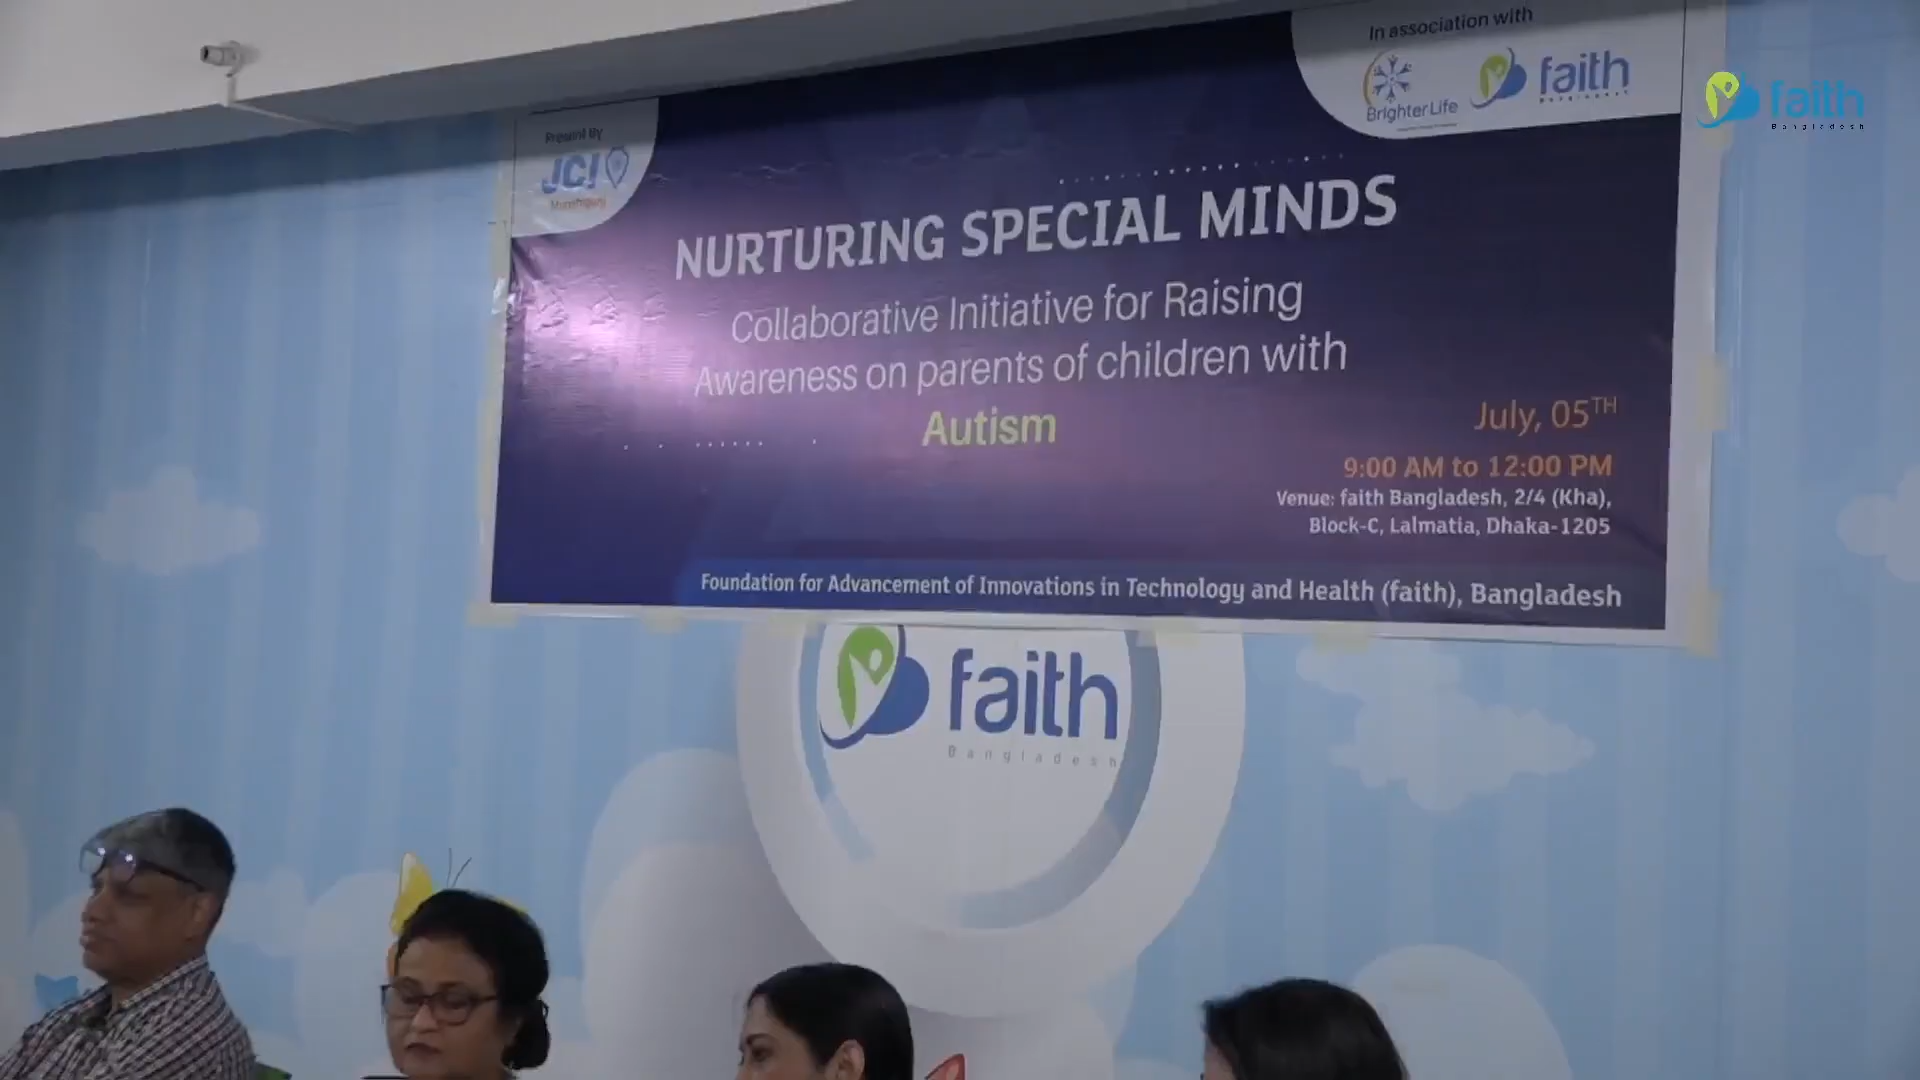 In association with
BrighterLife
faith
Present By
JCI
faith
Bangladesh
NURTURING SPECIAL MINDS
Collaborative Initiative for Raising
Awareness on parents of children with
Autism
July, 05TH
9:00 AM to 12:00 PM
Venue: faith Bangladesh, 2/4 (Kha),
Block-C, Lalmatia, Dhaka-1205
Foundation for Advancement of Innovations in Technology and Health (faith), Bangladesh
faith
Bangladesh